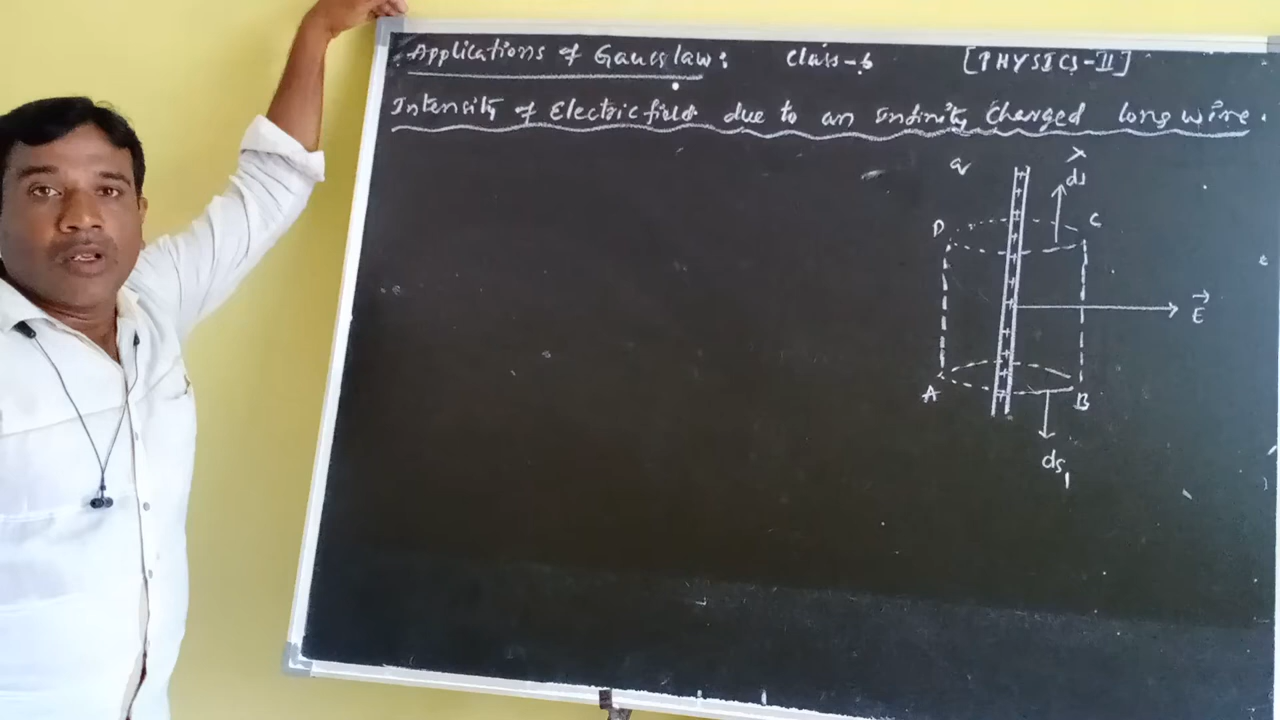 Applications of Gauss law: Class-6 [PHYSICS-II]
Intensity of Electric field due to an Infinity Charged long wire.
q λ
ds
D C
E
A B
ds1